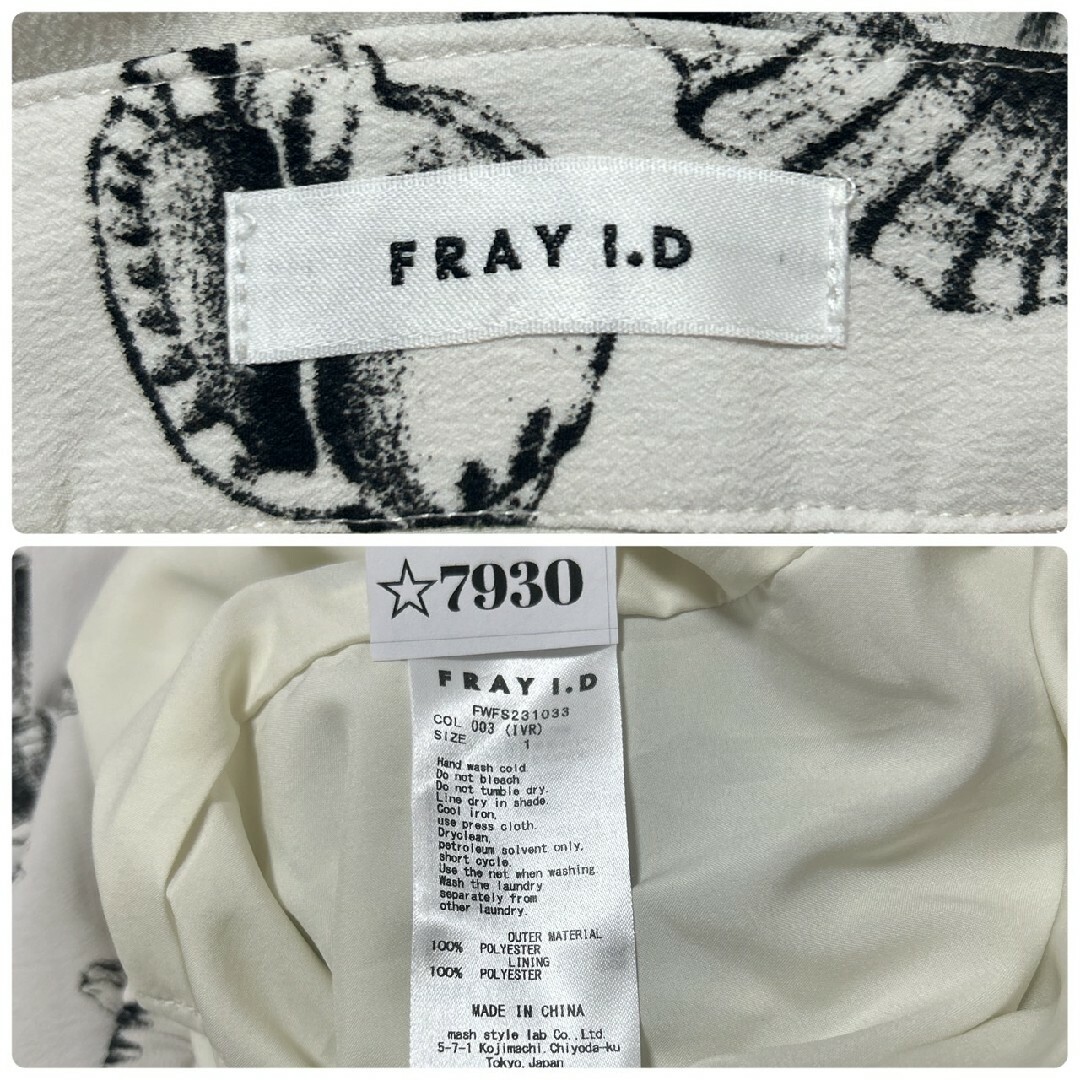 FRAY I.D
☆7930
FRAY I.D
FWFS231033
COL 003 (IVR)
SIZE 1
Hand wash cold.
Do not bleach
Do not tumble dry.
Line dry in shade.
Cool iron,
use press cloth.
Dryclean,
petroleum solvent only,
short cycle.
Use the net when washing.
Wash the laundry
separately from
other laundry.
OUTER MATERIAL
100% POLYESTER
LINING
100% POLYESTER
MADE IN CHINA
mash style lab Co.,Ltd.
5-7-1 Kojimachi,Chiyoda-ku
Tokyo,Japan